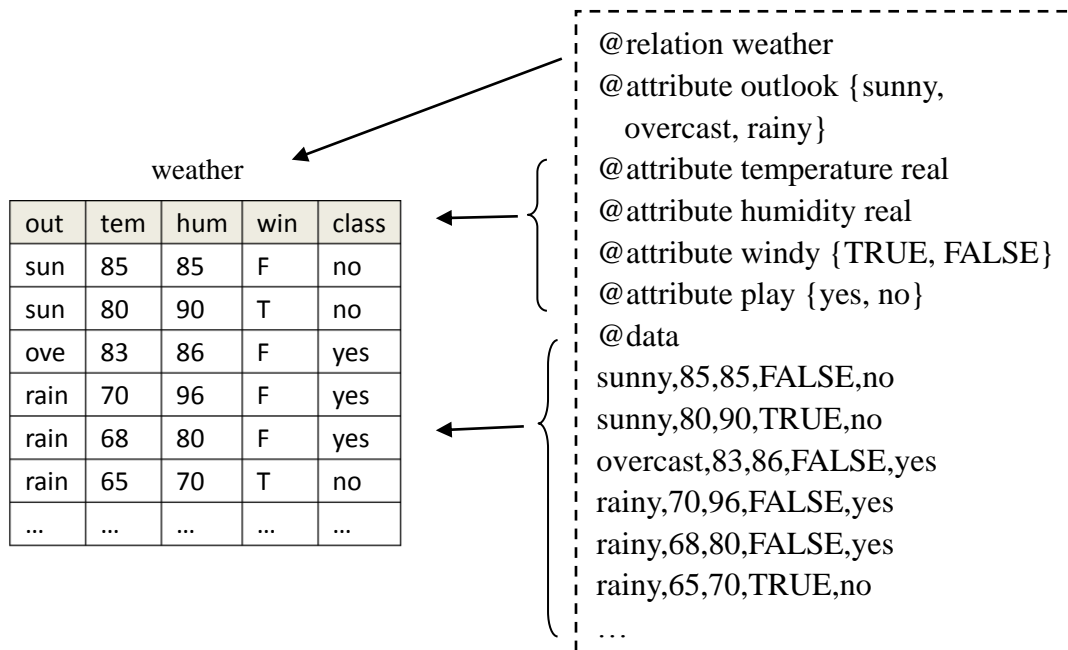 weather
out tem hum win class
sun 85 85 F no
sun 80 90 T no
ove 83 86 F yes
rain 70 96 F yes
rain 68 80 F yes
rain 65 70 T no
... ... ... ... ...
@relation weather
@attribute outlook {sunny,
overcast, rainy}
@attribute temperature real
@attribute humidity real
@attribute windy {TRUE, FALSE}
@attribute play {yes, no}
@data
sunny,85,85,FALSE,no
sunny,80,90,TRUE,no
overcast,83,86,FALSE,yes
rainy,70,96,FALSE,yes
rainy,68,80,FALSE,yes
rainy,65,70,TRUE,no
…